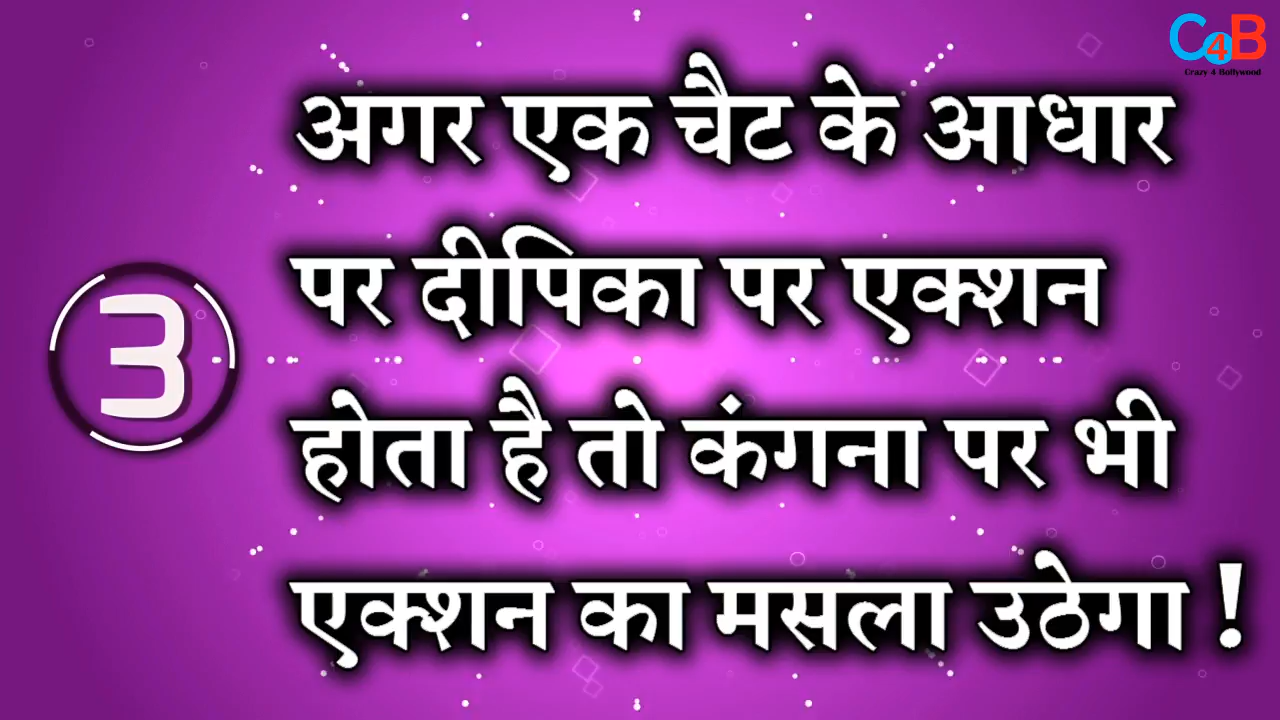 C4B
Crazy 4 Bollywood
अगर एक चैट के आधार
पर दीपिका पर एक्शन
3
होता है तो कंगना पर भी
एक्शन का मसला उठेगा !